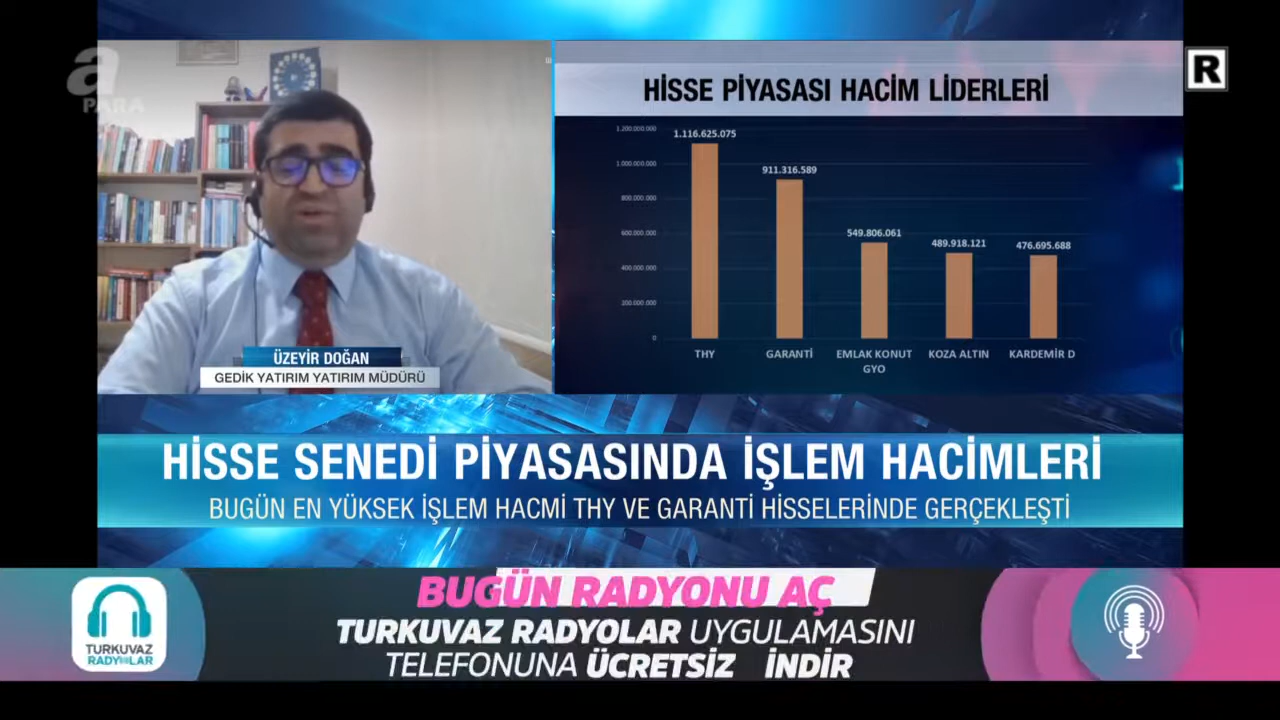 a
PARA
R
HİSSE PİYASASI HACİM LİDERLERİ
1.200.000.000
1.000.000.000
800.000.000
600.000.000
400.000.000
200.000.000
0
1.116.625.075
911.316.589
549.806.061
489.918.121
476.695.688
THY
GARANTİ
EMLAK KONUT
GYO
KOZA ALTIN
KARDEMİR D
ÜZEYİR DOĞAN
GEDİK YATIRIM YATIRIM MÜDÜRÜ
HİSSE SENEDİ PİYASASINDA İŞLEM HACİMLERİ
BUGÜN EN YÜKSEK İŞLEM HACMİ THY VE GARANTİ HİSSELERİNDE GERÇEKLEŞTİ
TURKUVAZ
RADYOLAR
BUGÜN RADYONU AÇ
TURKUVAZ RADYOLAR UYGULAMASINI
TELEFONUNA ÜCRETSİZ İNDİR